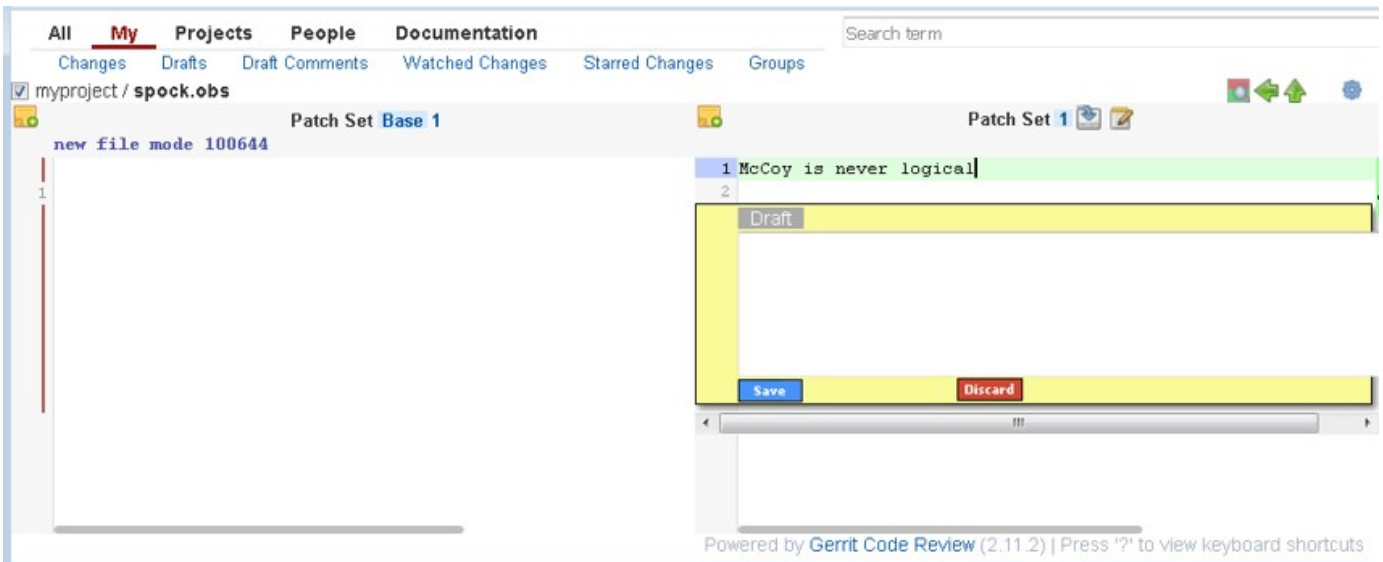 All My Projects People Documentation Search term
Changes Drafts Draft Comments Watched Changes Starred Changes Groups
myproject / spock.obs
Patch Set Base 1 Patch Set 1
new file mode 100644
1 McCoy is never logical
1 2
Draft
Save Discard
Powered by Gerrit Code Review (2.11.2) | Press '?' to view keyboard shortcuts